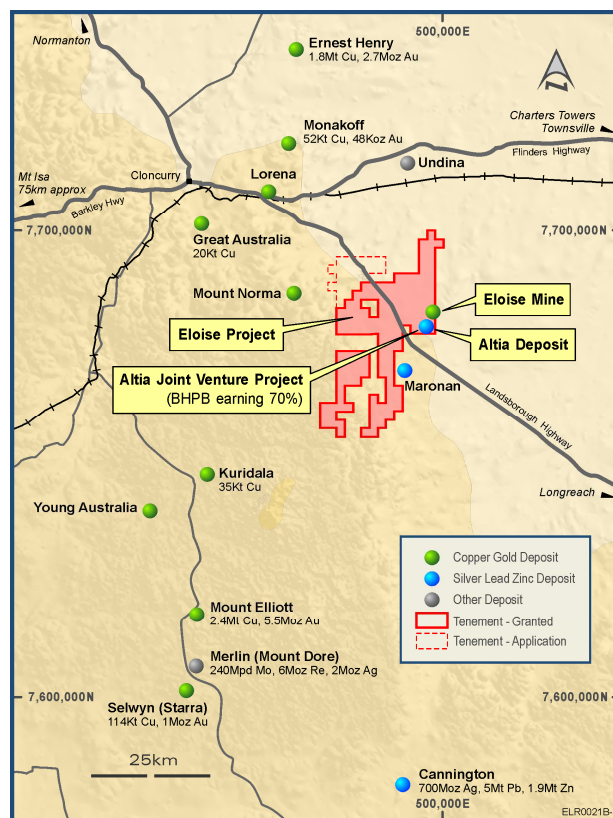 500,000E
Normanton
Ernest Henry
1.8Mt Cu, 2.7Moz Au
N
Charters Towers
Townsville
Monakoff
52Kt Cu, 48Koz Au
Flinders Highway
Undina
Mt Isa
75km approx
Cloncurry
Lorena
Barkley Hwy
7,700,000N
7,700,000N
Great Australia
20Kt Cu
Mount Norma
Eloise Mine
Eloise Project
Altia Deposit
Altia Joint Venture Project
(BHPB earning 70%)
Maronan
Landsborough Highway
Longreach
Kuridala
35Kt Cu
Young Australia
Copper Gold Deposit
Silver Lead Zinc Deposit
Other Deposit
Tenement - Granted
Tenement - Application
Mount Elliott
2.4Mt Cu, 5.5Moz Au
Merlin (Mount Dore)
240Mpd Mo, 6Moz Re, 2Moz Ag
Selwyn (Starra)
114Kt Cu, 1Moz Au
7,600,000N
7,600,000N
25km
Cannington
700Moz Ag, 5Mt Pb, 1.9Mt Zn
500,000E
ELR0021B-